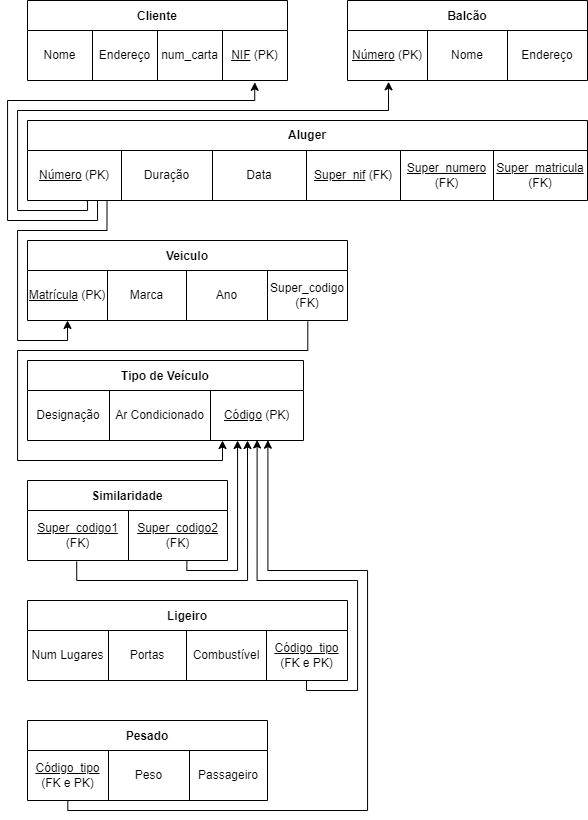 Cliente
Nome
Endereço
num_carta
NIF (PK)
Balcão
Número (PK)
Nome
Endereço
Aluger
Número (PK)
Duração
Data
Super_nif (FK)
Super_numero
(FK)
Super_matricula
(FK)
Veiculo
Matrícula (PK)
Marca
Ano
Super_codigo
(FK)
Tipo de Veículo
Designação
Ar Condicionado
Código (PK)
Similaridade
Super_codigo1
(FK)
Super_codigo2
(FK)
Ligeiro
Num Lugares
Portas
Combustível
Código_tipo
(FK e PK)
Pesado
Código_tipo
(FK e PK)
Peso
Passageiro